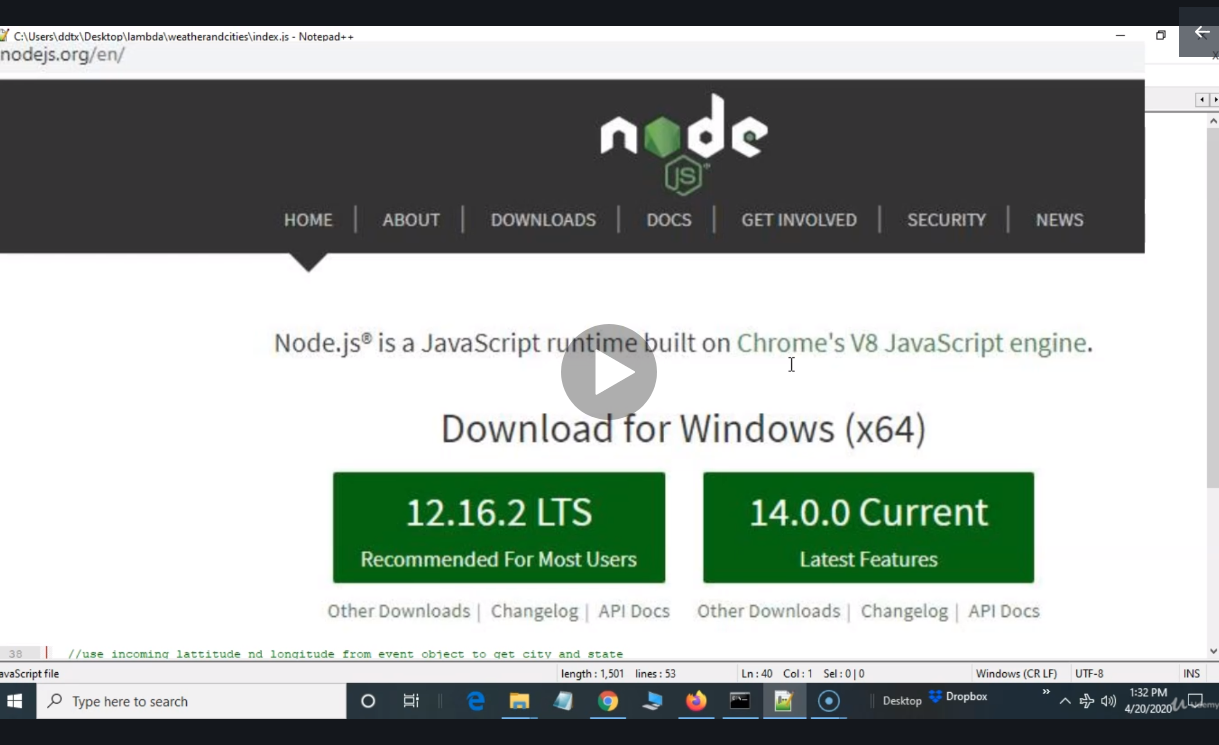 C:\Users\ddtx\Desktop\lambda\weatherandcities\index.js - Notepad++
nodejs.org/en/
node
JS
HOME ABOUT DOWNLOADS DOCS GET INVOLVED SECURITY NEWS
Node.js® is a JavaScript runtime built on Chrome's V8 JavaScript engine.
Download for Windows (x64)
12.16.2 LTS
Recommended For Most Users
14.0.0 Current
Latest Features
Other Downloads | Changelog | API Docs
Other Downloads | Changelog | API Docs
38 //use incoming lattitude nd longitude from event object to get city and state
avaScript file length : 1,501 lines : 53 Ln : 40 Col : 1 Sel : 0 | 0 Windows (CR LF) UTF-8 INS
Type here to search
Desktop
Dropbox
1:32 PM
4/20/2020
Udemy